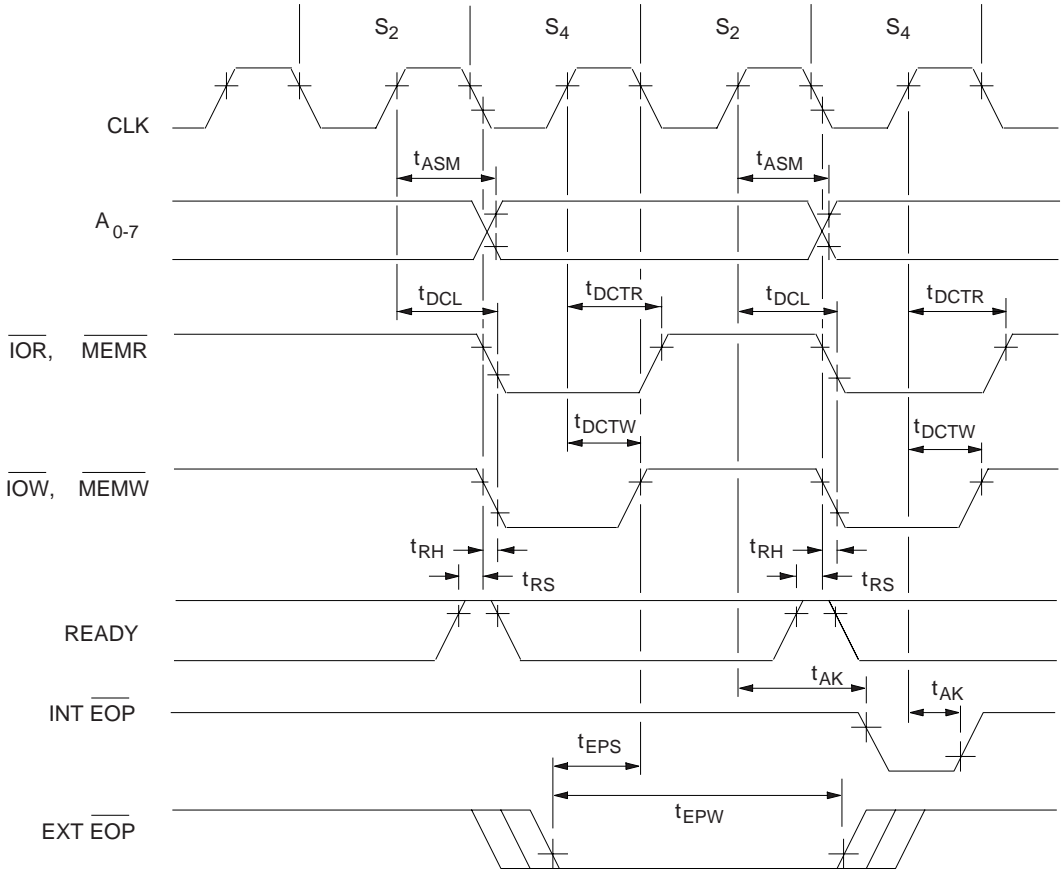 S2 S4 S2 S4
CLK
tASM tASM
A0-7
tDCL tDCTR tDCL tDCTR
IOR, MEMR
tDCTW tDCTW
IOW, MEMW
tRH tRH
tRS tRS
READY
tAK tAK
INT EOP
tEPS
tEPW
EXT EOP